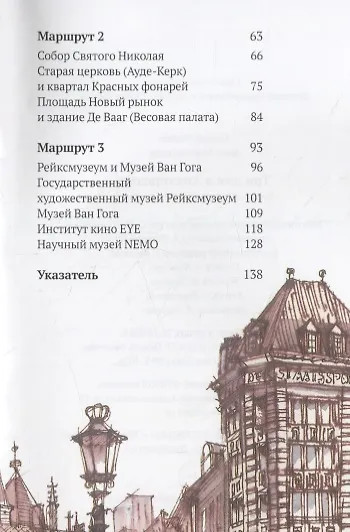 Маршрут 2 63
Собор Святого Николая 66
Старая церковь (Ауде-Керк)
и квартал Красных фонарей 75
Площадь Новый рынок
и здание Де Вааг (Весовая палата) 84
Маршрут 3 93
Рейксмузеум и Музей Ван Гога 96
Государственный
художественный музей Рейксмузеум 101
Музей Ван Гога 109
Институт кино EYE 118
Научный музей NEMO 128
Указатель 138